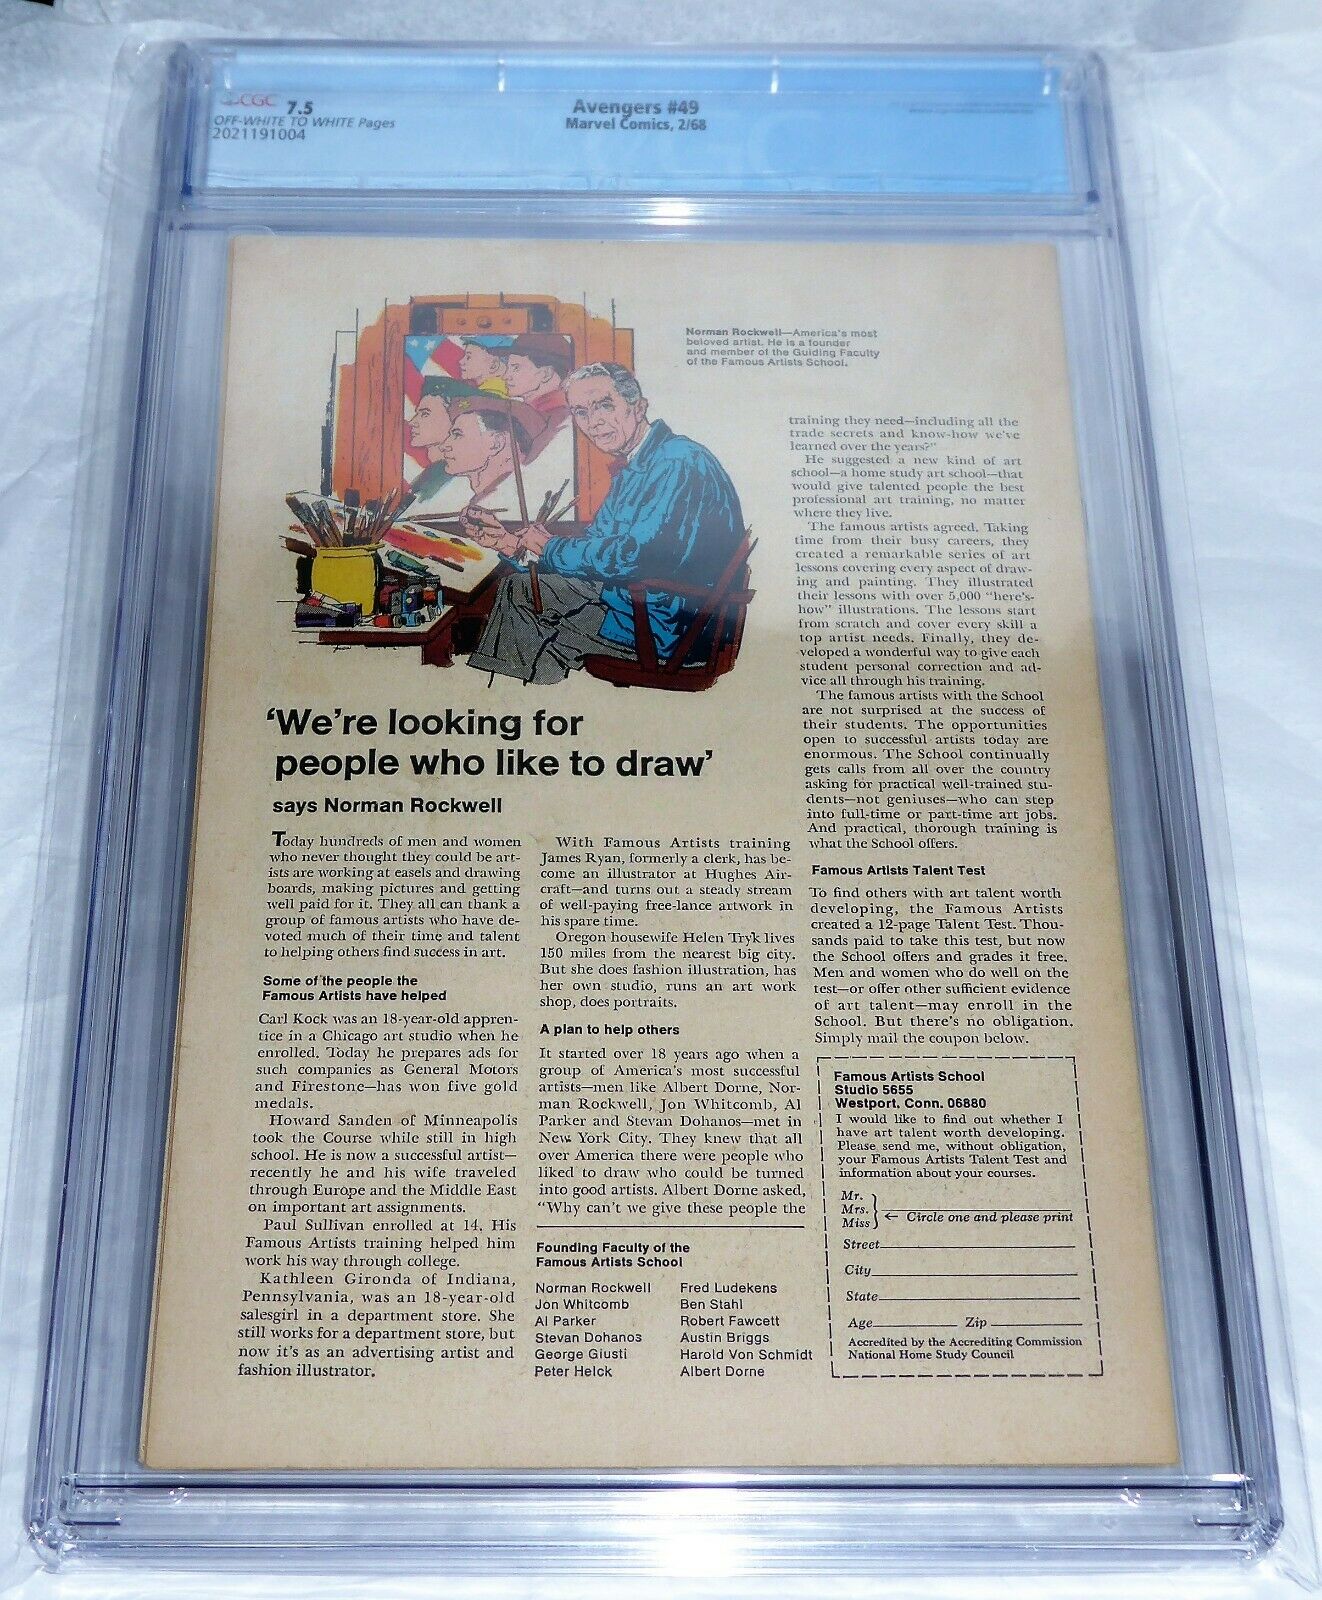 CGC 7.5
OFF-WHITE TO WHITE Pages
2021191004
Avengers #49
Marvel Comics, 2/68
Norman Rockwell—America's most
beloved artist. He is a founder
and member of the Guiding Faculty
of the Famous Artists School.
'We're looking for
people who like to draw'
says Norman Rockwell
Today hundreds of men and women
who never thought they could be art-
ists are working at easels and drawing
boards, making pictures and getting
well paid for it. They all can thank a
group of famous artists who have de-
voted much of their time and talent
to helping others find success in art.
Some of the people the
Famous Artists have helped
Carl Kock was an 18-year-old appren-
tice in a Chicago art studio when he
enrolled. Today he prepares ads for
such companies as General Motors
and Firestone—has won five gold
medals.
Howard Sanden of Minneapolis
took the Course while still in high
school. He is now a successful artist—
recently he and his wife traveled
through Europe and the Middle East
on important art assignments.
Paul Sullivan enrolled at 14. His
Famous Artists training helped him
work his way through college.
Kathleen Gironda of Indiana,
Pennsylvania, was an 18-year-old
salesgirl in a department store. She
still works for a department store, but
now it's as an advertising artist and
fashion illustrator.
With Famous Artists training
James Ryan, formerly a clerk, has be-
come an illustrator at Hughes Air-
craft—and turns out a steady stream
of well-paying free-lance artwork in
his spare time.
Oregon housewife Helen Tryk lives
150 miles from the nearest big city.
But she does fashion illustration, has
her own studio, runs an art work
shop, does portraits.
A plan to help others
It started over 18 years ago when a
group of America's most successful
artists—men like Albert Dorne, Nor-
man Rockwell, Jon Whitcomb, Al
Parker and Stevan Dohanos—met in
New York City. They knew that all
over America there were people who
liked to draw who could be turned
into good artists. Albert Dorne asked,
"Why can't we give these people the
Founding Faculty of the
Famous Artists School
Norman Rockwell
Jon Whitcomb
Al Parker
Stevan Dohanos
George Giusti
Peter Helck
Fred Ludekens
Ben Stahl
Robert Fawcett
Austin Briggs
Harold Von Schmidt
Albert Dorne
training they need—including all the
trade secrets and know-how we've
learned over the years?"
He suggested a new kind of art
school—a home study art school—that
would give talented people the best
professional art training, no matter
where they live.
The famous artists agreed. Taking
time from their busy careers, they
created a remarkable series of art
lessons covering every aspect of draw-
ing and painting. They illustrated
their lessons with over 5,000 "here's-
how" illustrations. The lessons start
from scratch and cover every skill a
top artist needs. Finally, they de-
veloped a wonderful way to give each
student personal correction and ad-
vice all through his training.
The famous artists with the School
are not surprised at the success of
their students. The opportunities
open to successful artists today are
enormous. The School continually
gets calls from all over the country
asking for practical well-trained stu-
dents—not geniuses—who can step
into full-time or part-time art jobs.
And practical, thorough training is
what the School offers.
Famous Artists Talent Test
To find others with art talent worth
developing, the Famous Artists
created a 12-page Talent Test. Thou-
sands paid to take this test, but now
the School offers and grades it free.
Men and women who do well on the
test—or offer other sufficient evidence
of art talent—may enroll in the
School. But there's no obligation.
Simply mail the coupon below.
Famous Artists School
Studio 5655
Westport, Conn. 06880
I would like to find out whether I
have art talent worth developing.
Please send me, without obligation,
your Famous Artists Talent Test and
information about your courses.
Mr.
Mrs.
Miss ← Circle one and please print
Street
City
State
Age Zip
Accredited by the Accrediting Commission
National Home Study Council